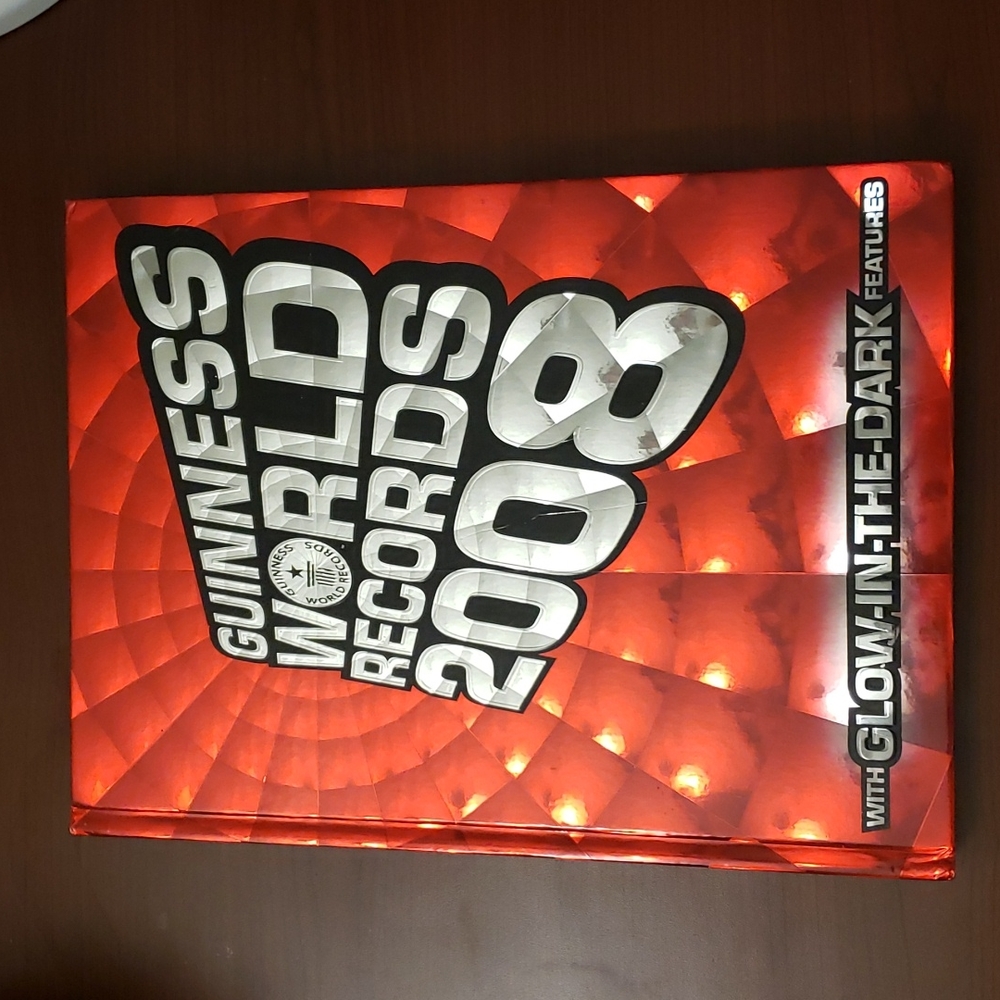 GUINNESS
WORLD
GUINNESS
WORLD RECORDS
RECORDS
2008
WITH GLOW-IN-THE-DARK FEATURES